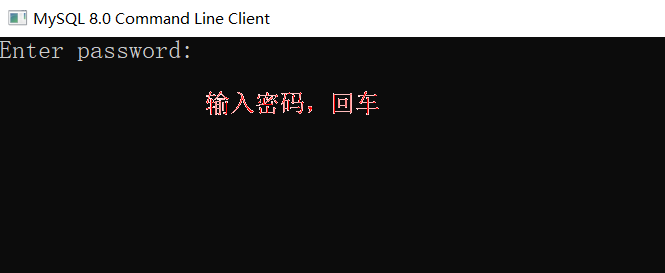 MySQL 8.0 Command Line Client
Enter password:
输入密码，回车